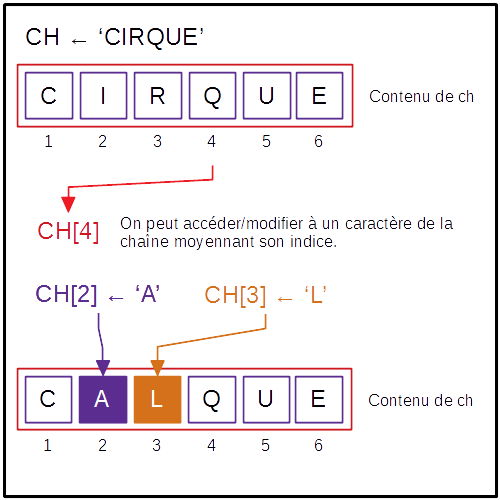 CH ← ‘CIRQUE’
C I R Q U E Contenu de ch
1 2 3 4 5 6
CH[4] On peut accéder/modifier à un caractère de la
chaîne moyennant son indice.
CH[2] ← ‘A’ CH[3] ← ‘L’
C A L Q U E Contenu de ch
1 2 3 4 5 6